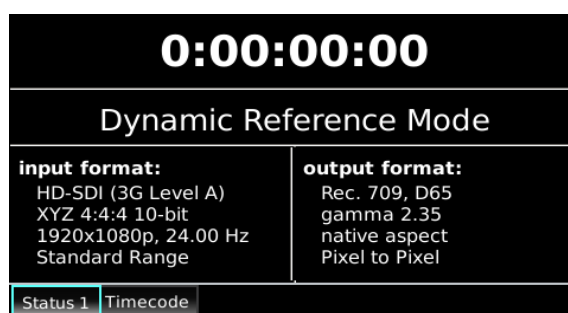 0:00:00:00
Dynamic Reference Mode
input format:
HD-SDI (3G Level A)
XYZ 4:4:4 10-bit
1920x1080p, 24.00 Hz
Standard Range
output format:
Rec. 709, D65
gamma 2.35
native aspect
Pixel to Pixel
Status 1 Timecode